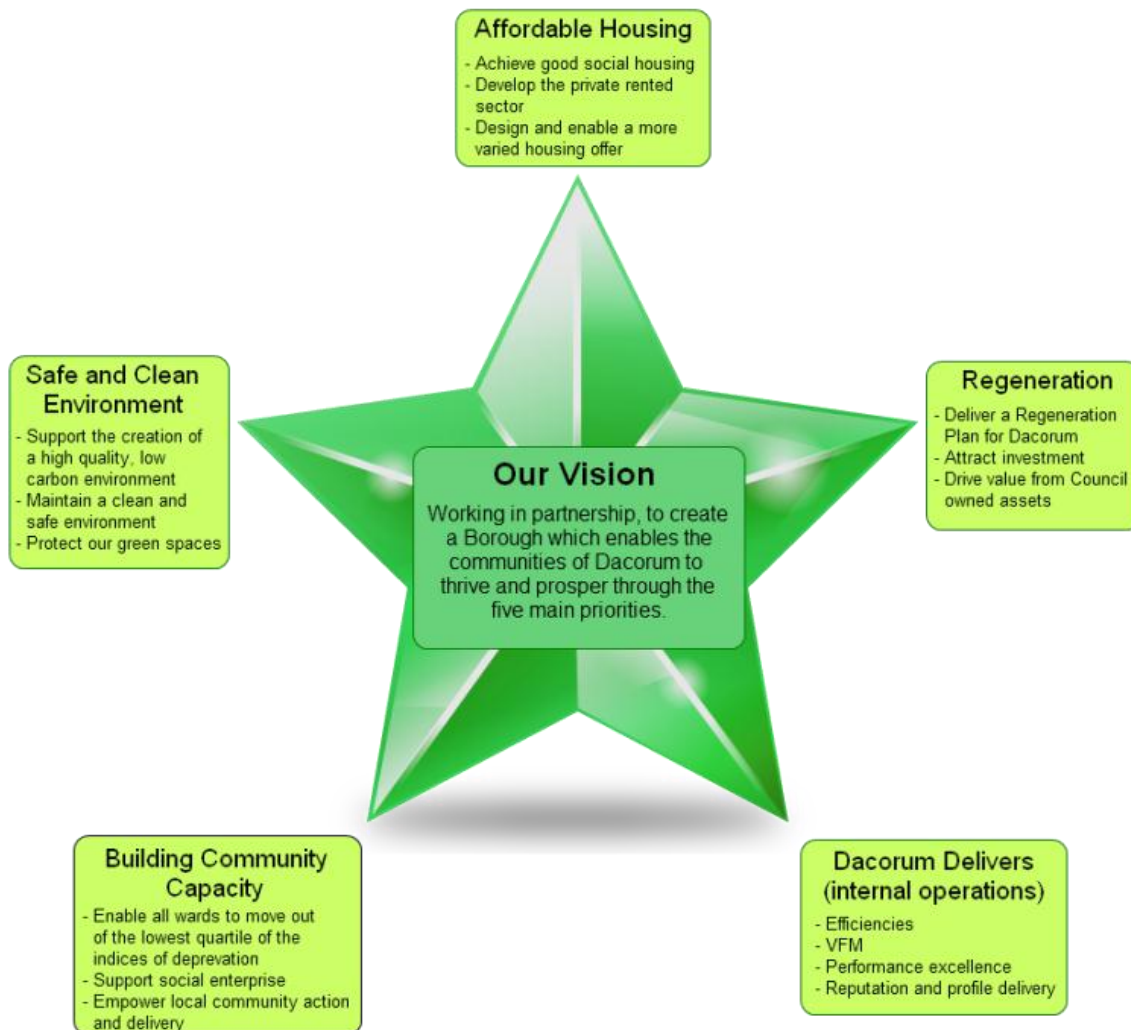 Affordable Housing
- Achieve good social housing
- Develop the private rented
sector
- Design and enable a more
varied housing offer
Safe and Clean
Environment
- Support the creation of
a high quality, low
carbon environment
- Maintain a clean and
safe environment
- Protect our green spaces
Our Vision
Working in partnership, to create
a Borough which enables the
communities of Dacorum to
thrive and prosper through the
five main priorities.
Regeneration
- Deliver a Regeneration
Plan for Dacorum
- Attract investment
- Drive value from Council
owned assets
Building Community
Capacity
- Enable all wards to move out
of the lowest quartile of the
indices of deprevation
- Support social enterprise
- Empower local community action
and delivery
Dacorum Delivers
(internal operations)
- Efficiencies
- VFM
- Performance excellence
- Reputation and profile delivery